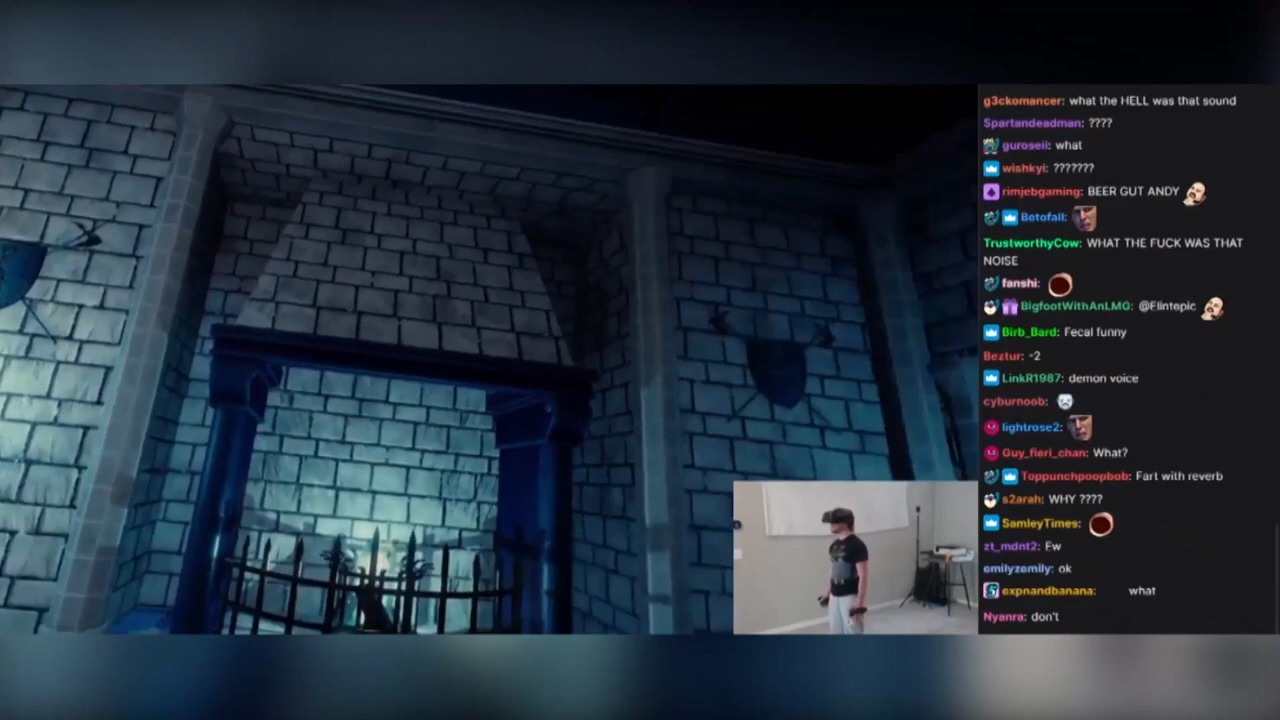 g3ckomancer: what the HELL was that sound
Spartandeadman: ????
guroseii: what
wishkyi: ???????
rimjebgaming: BEER GUT ANDY
Betofail:
TrustworthyCow: WHAT THE FUCK WAS THAT
NOISE
fanshi:
BigfootWithAnLMG: @Elintepic
Birb_Bard: Fecal funny
Beztur: -2
LinkR1987: demon voice
cyburnoob:
lightrose2:
Guy_fieri_chan: What?
Toppunchpoopbob: Fart with reverb
s2arah: WHY ????
SamleyTimes:
zt_mdnt2: Ew
emilyzemily: ok
expnandbanana: what
Nyanra: don't